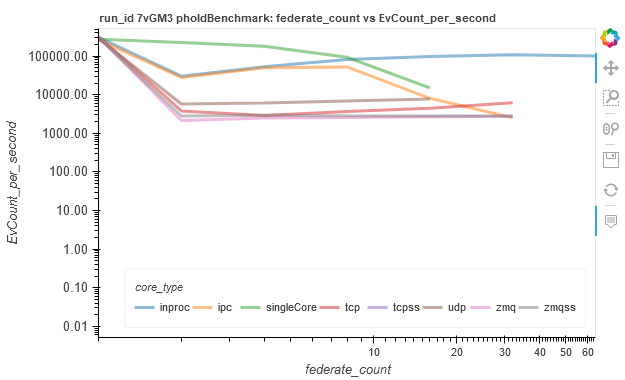 run_id 7vGM3 pholdBenchmark: federate_count vs EvCount_per_second
100000.00
10000.00
1000.00
100.00
10.00
1.00
0.10
0.01
EvCount_per_second
core_type
inproc ipc singleCore tcp tcpss udp zmq zmqss
10 20 30 40 50 60
federate_count